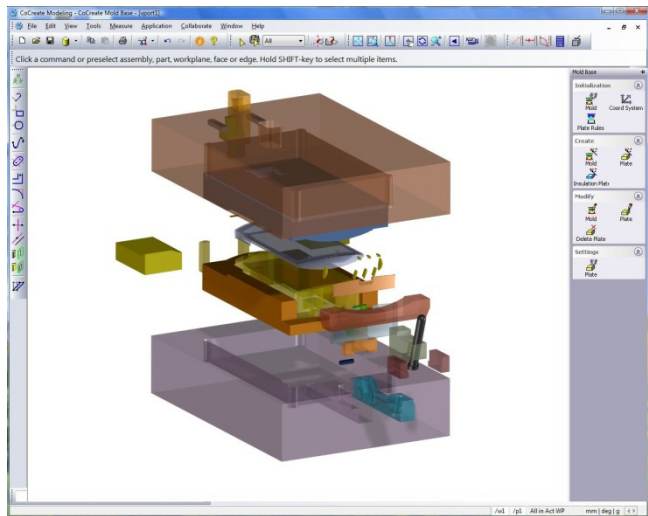 CoCreate Modeling - CoCreate Mold Base - [vport1]
File Edit View Tools Measure Application Collaborate Window Help
All
Click a command or preselect assembly, part, workplane, face or edge. Hold SHIFT-key to select multiple items.
Mold Base
Initialization
Mold Coord System
Plate Rules
Create
Mold Plate
Insulation Plate
Modify
Mold Plate
Delete Plate
Settings
Plate
/w1 /p1 All in Act WP mm | deg | g